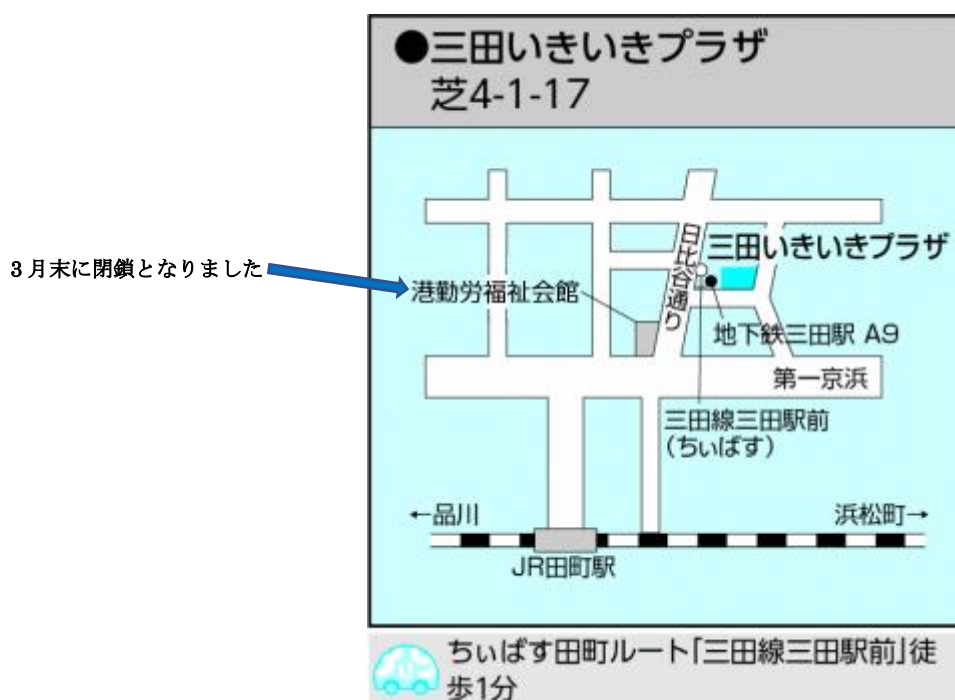 ●三田いきいきプラザ
芝4-1-17
3月末に閉鎖となりました
日比谷通り
三田いきいきプラザ
港勤労福祉会館
地下鉄三田駅 A9
第一京浜
三田線三田駅前
(ちぃばす)
←品川
浜松町→
JR田町駅
ちぃばす田町ルート「三田線三田駅前」徒
歩1分